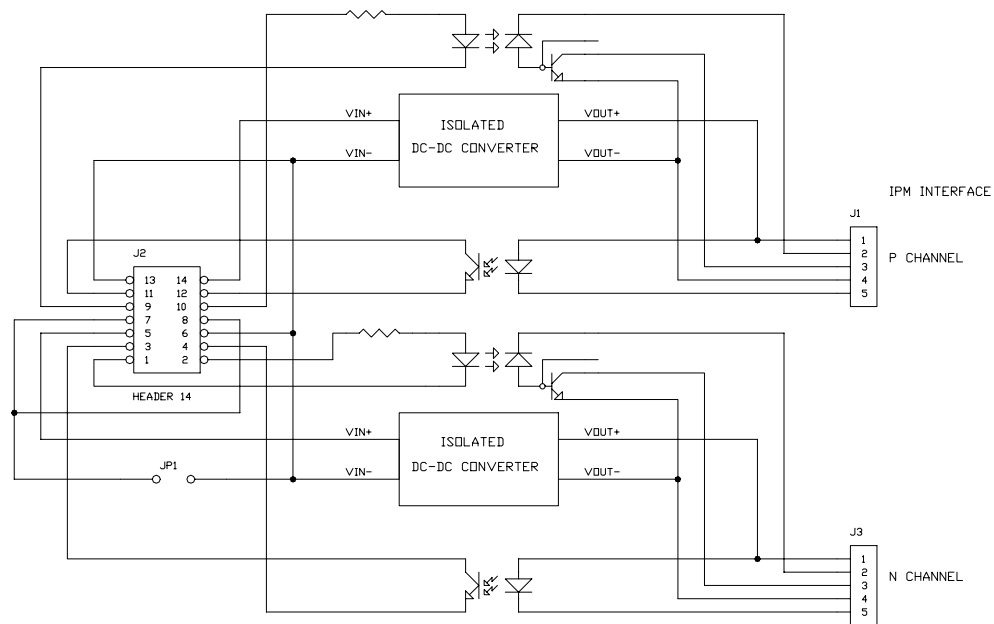 VIN+
ISOLATED
DC-DC CONVERTER
VIN-
VOUT+
VOUT-
IPM INTERFACE
J1
1
2
3
4
5
P CHANNEL
J2
13 14
11 12
9 10
7 8
5 6
3 4
1 2
HEADER 14
VIN+
ISOLATED
DC-DC CONVERTER
VIN-
VOUT+
VOUT-
JP1
J3
1
2
3
4
5
N CHANNEL